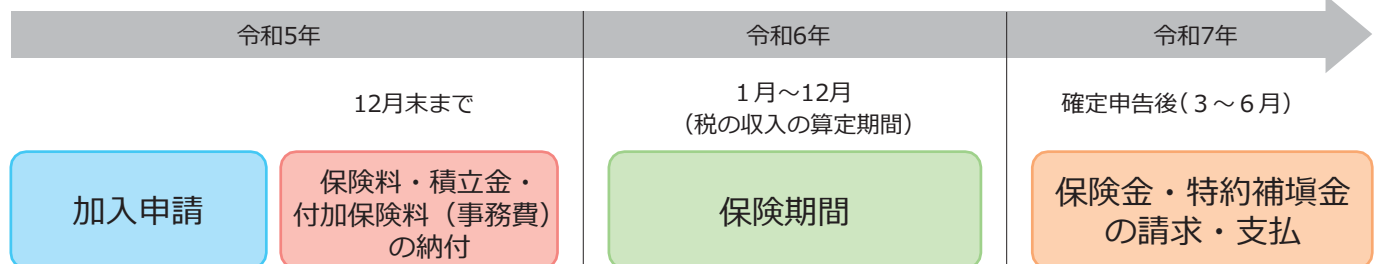 令和5年
令和6年
令和7年
12月末まで
１月～12月
（税の収入の算定期間）
確定申告後（３～６月）
加入申請
保険料・積立金・
付加保険料（事務費）
の納付
保険期間
保険金・特約補塡金
の請求・支払